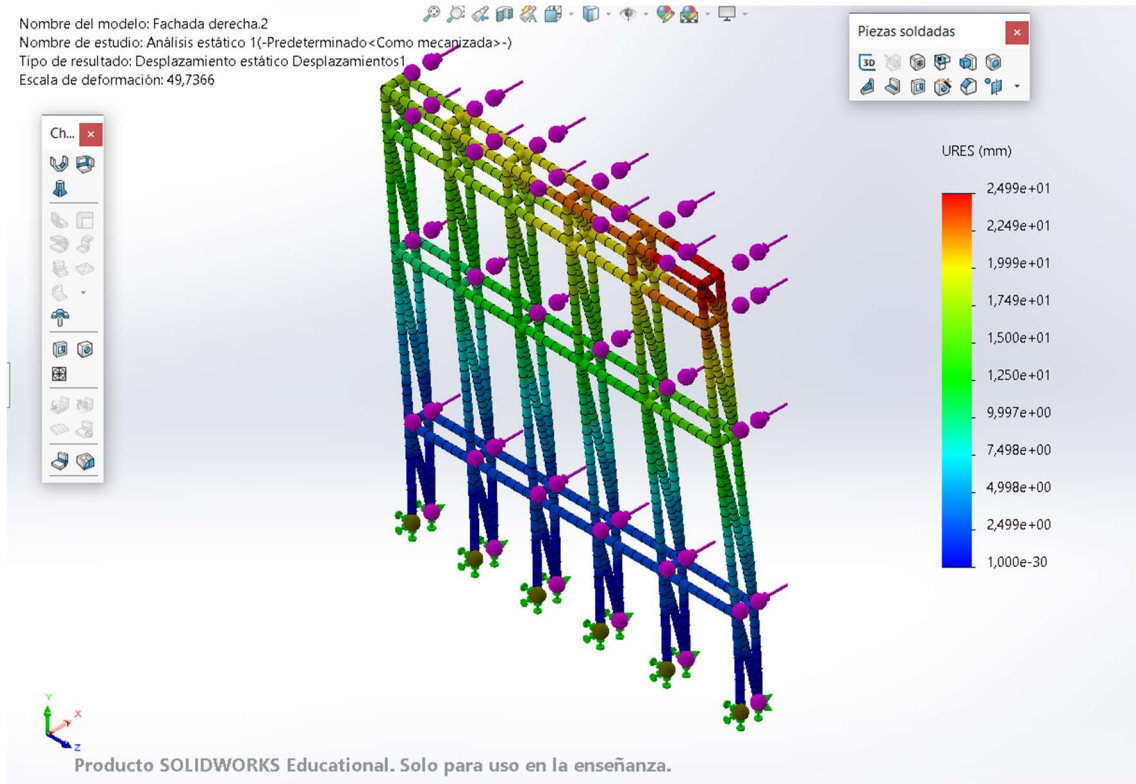 Nombre del modelo: Fachada derecha.2
Nombre de estudio: Análisis estático 1(-Predeterminado<Como mecanizada>-)
Tipo de resultado: Desplazamiento estático Desplazamientos1
Escala de deformación: 49,7366
Piezas soldadas
3D
Ch...
URES (mm)
2,499e+01
2,249e+01
1,999e+01
1,749e+01
1,500e+01
1,250e+01
9,997e+00
7,498e+00
4,998e+00
2,499e+00
1,000e-30
Y
X
Z
Producto SOLIDWORKS Educational. Solo para uso en la enseñanza.